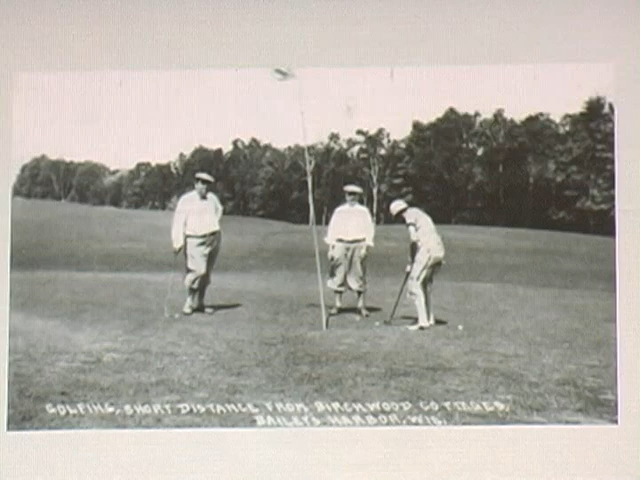 GOLFING, SHORT DISTANCE FROM BIRCHWOOD COTTAGES,
BAILEYS HARBOR, WIS.